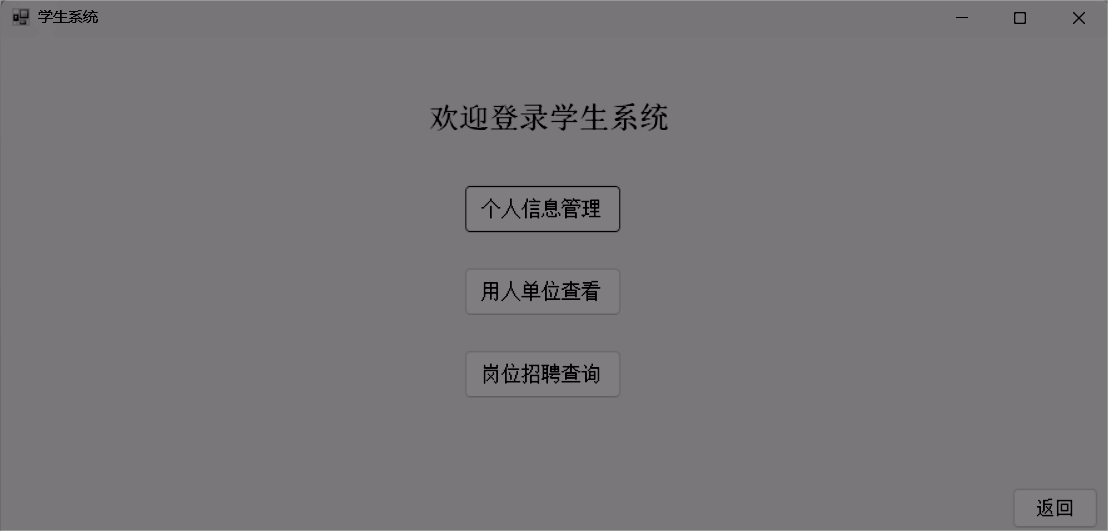 学生系统
欢迎登录学生系统
个人信息管理
用人单位查看
岗位招聘查询
返回